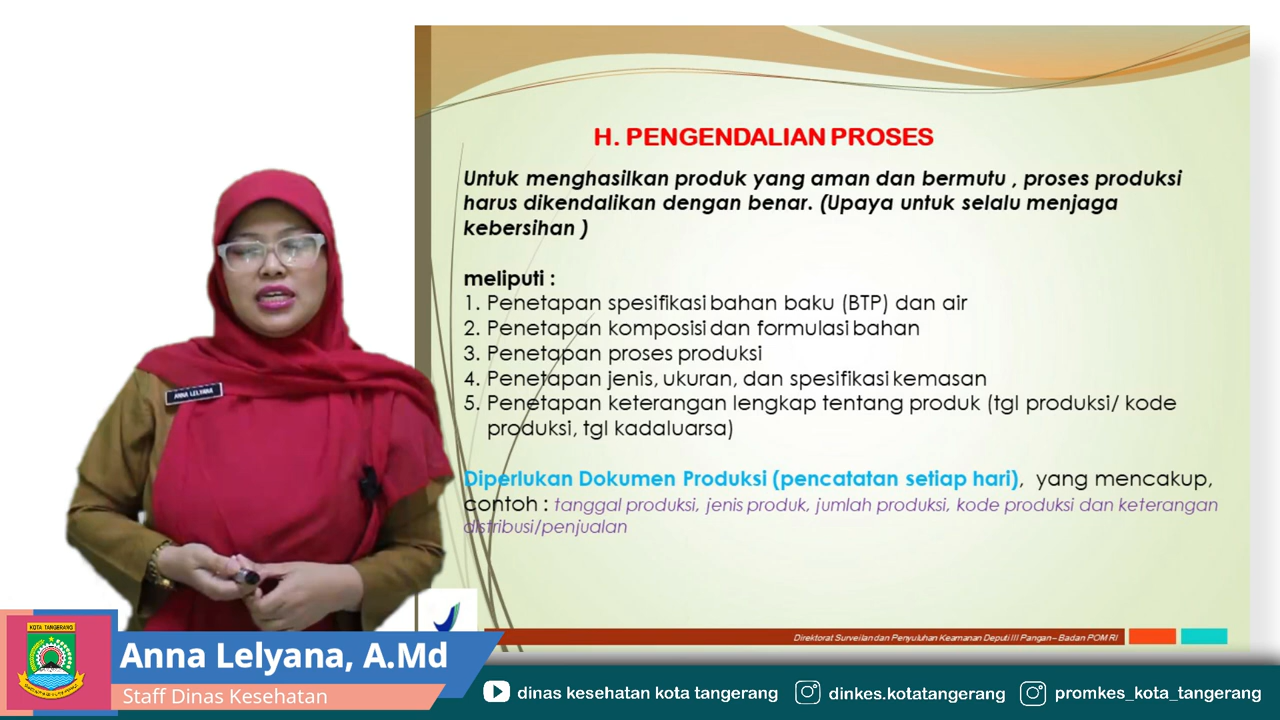 H. PENGENDALIAN PROSES
Untuk menghasilkan produk yang aman dan bermutu , proses produksi
harus dikendalikan dengan benar. (Upaya untuk selalu menjaga
kebersihan )
meliputi :
1. Penetapan spesifikasi bahan baku (BTP) dan air
2. Penetapan komposisi dan formulasi bahan
3. Penetapan proses produksi
4. Penetapan jenis, ukuran, dan spesifikasi kemasan
5. Penetapan keterangan lengkap tentang produk (tgl produksi/ kode
produksi, tgl kadaluarsa)
Diperlukan Dokumen Produksi (pencatatan setiap hari), yang mencakup,
contoh : tanggal produksi, jenis produk, jumlah produksi, kode produksi dan keterangan
distribusi/penjualan
Direktorat Surveilan dan Penyuluhan Keamanan Deputi III Pangan– Badan POM RI
ANNA LELYANA
KOTA TANGERANG
Anna Lelyana, A.Md
Staff Dinas Kesehatan
dinas kesehatan kota tangerang
dinkes.kotatangerang
promkes_kota_tangerang